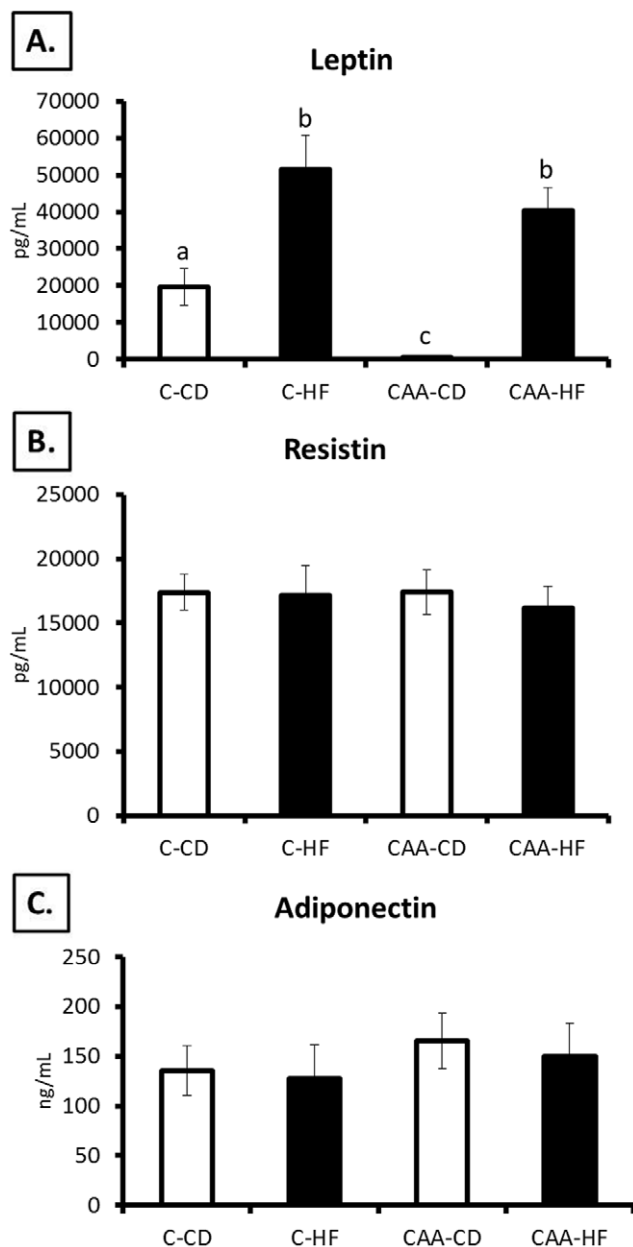 A.
Leptin
70000
60000
50000
40000
30000
20000
10000
0
pg/mL
a
b
c
b
C-CD C-HF CAA-CD CAA-HF
B.
Resistin
25000
20000
15000
10000
5000
0
pg/mL
C-CD C-HF CAA-CD CAA-HF
C.
Adiponectin
250
200
150
100
50
0
ng/mL
C-CD C-HF CAA-CD CAA-HF